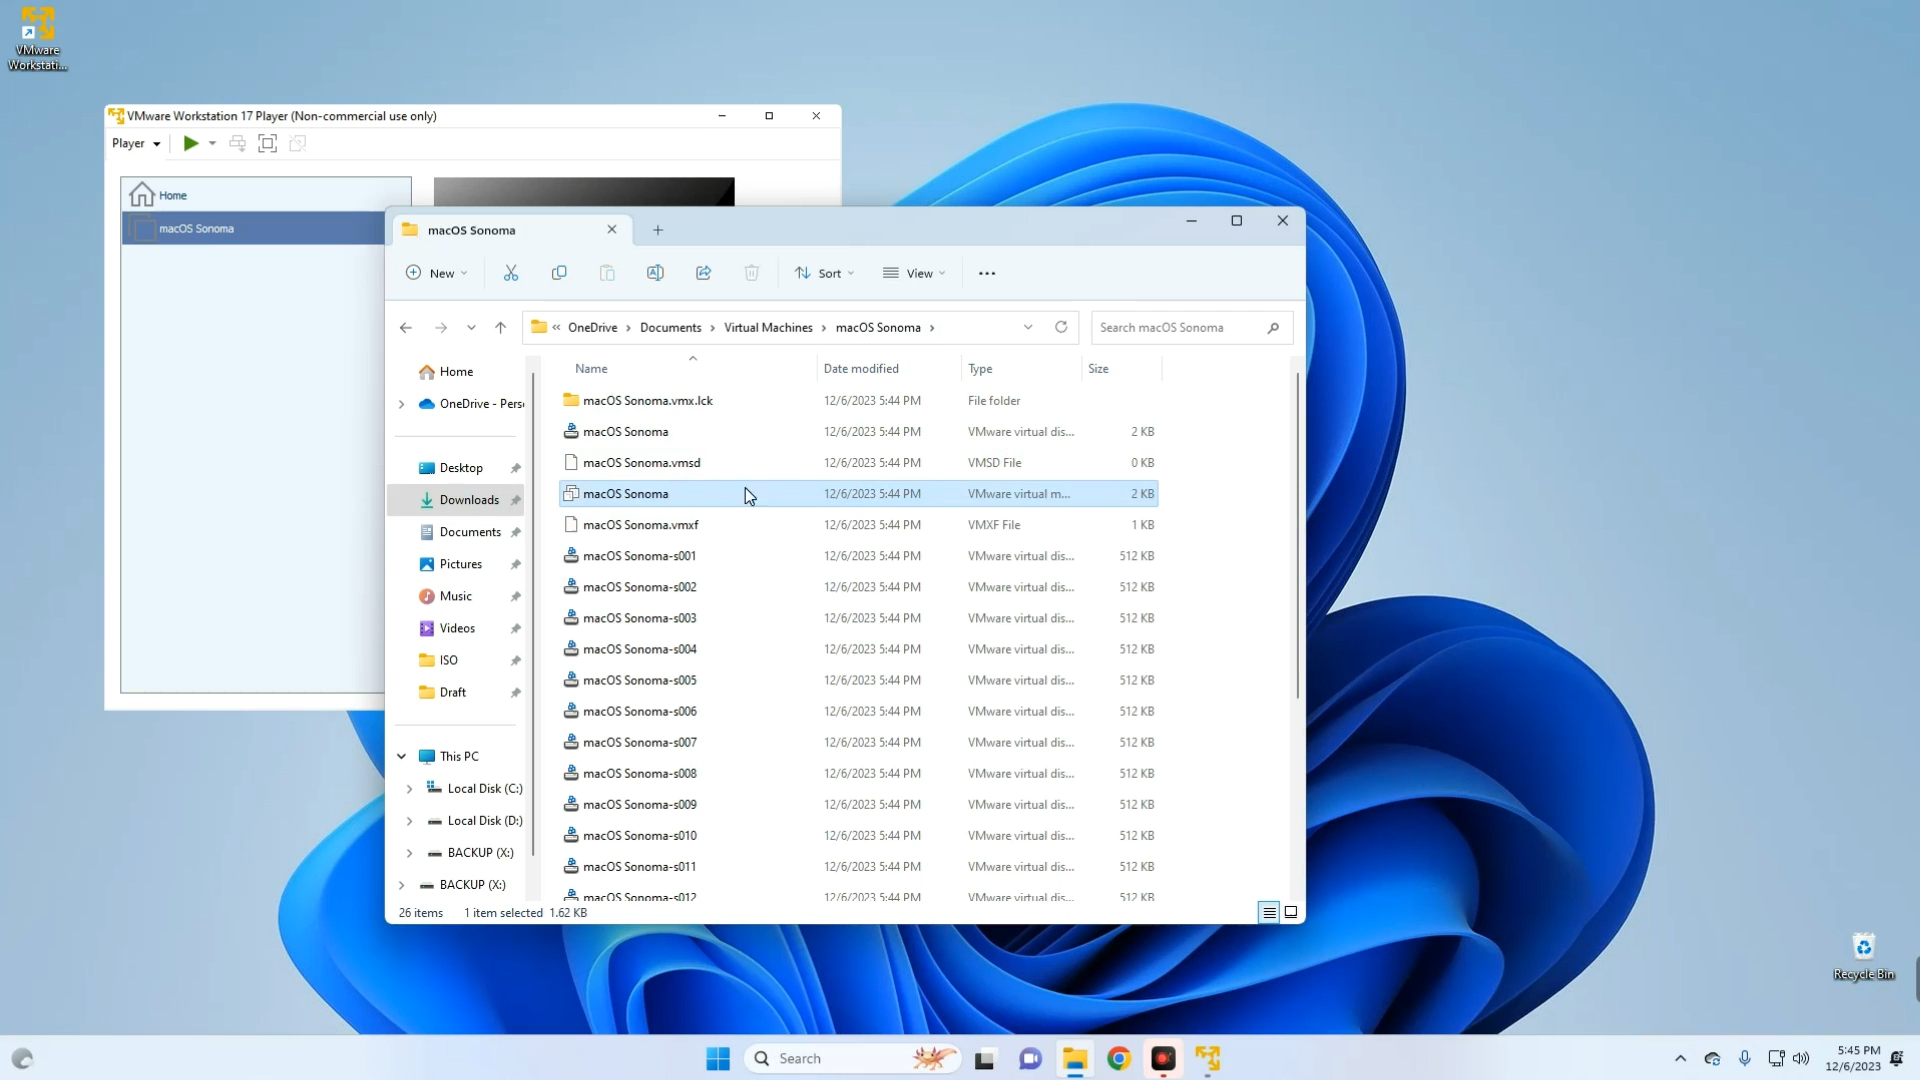 VMware
Workstati...
VMware Workstation 17 Player (Non-commercial use only)
Player
Home
macOS Sonoma
macOS Sonoma
New
Sort
View
« OneDrive › Documents › Virtual Machines › macOS Sonoma ›
Search macOS Sonoma
Home
OneDrive - Pers
Desktop
Downloads
Documents
Pictures
Music
Videos
ISO
Draft
This PC
Local Disk (C:)
Local Disk (D:)
BACKUP (X:)
BACKUP (X:)
Name Date modified Type Size
macOS Sonoma.vmx.lck 12/6/2023 5:44 PM File folder
macOS Sonoma 12/6/2023 5:44 PM VMware virtual dis... 2 KB
macOS Sonoma.vmsd 12/6/2023 5:44 PM VMSD File 0 KB
macOS Sonoma 12/6/2023 5:44 PM VMware virtual m... 2 KB
macOS Sonoma.vmxf 12/6/2023 5:44 PM VMXF File 1 KB
macOS Sonoma-s001 12/6/2023 5:44 PM VMware virtual dis... 512 KB
macOS Sonoma-s002 12/6/2023 5:44 PM VMware virtual dis... 512 KB
macOS Sonoma-s003 12/6/2023 5:44 PM VMware virtual dis... 512 KB
macOS Sonoma-s004 12/6/2023 5:44 PM VMware virtual dis... 512 KB
macOS Sonoma-s005 12/6/2023 5:44 PM VMware virtual dis... 512 KB
macOS Sonoma-s006 12/6/2023 5:44 PM VMware virtual dis... 512 KB
macOS Sonoma-s007 12/6/2023 5:44 PM VMware virtual dis... 512 KB
macOS Sonoma-s008 12/6/2023 5:44 PM VMware virtual dis... 512 KB
macOS Sonoma-s009 12/6/2023 5:44 PM VMware virtual dis... 512 KB
macOS Sonoma-s010 12/6/2023 5:44 PM VMware virtual dis... 512 KB
macOS Sonoma-s011 12/6/2023 5:44 PM VMware virtual dis... 512 KB
macOS Sonoma-s012 12/6/2023 5:44 PM VMware virtual dis... 512 KB
26 items 1 item selected 1.62 KB
Recycle Bin
Search
5:45 PM
12/6/2023